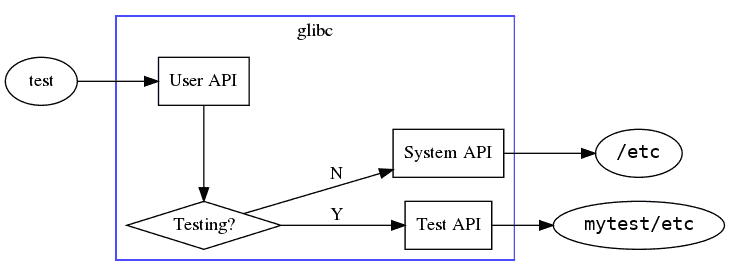 glibc
test
User API
N
System API
/etc
Testing?
Y
Test API
mytest/etc